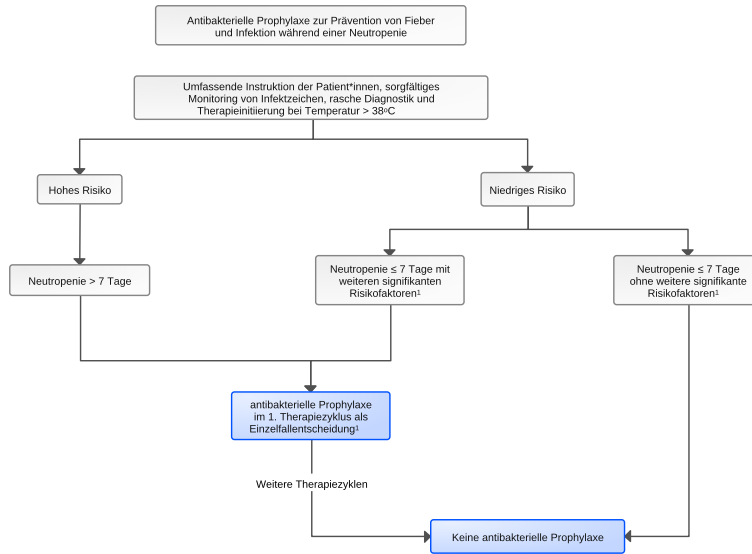 Antibakterielle Prophylaxe zur Prävention von Fieber
und Infektion während einer Neutropenie
Umfassende Instruktion der Patient*innen, sorgfältiges
Monitoring von Infektzeichen, rasche Diagnostik und
Therapieinitiierung bei Temperatur > 38°C
Hohes Risiko
Niedriges Risiko
Neutropenie > 7 Tage
Neutropenie ≤ 7 Tage mit
weiteren signifikanten
Risikofaktoren¹
Neutropenie ≤ 7 Tage
ohne weitere signifikante
Risikofaktoren¹
antibakterielle Prophylaxe
im 1. Therapiezyklus als
Einzelfallentscheidung¹
Weitere Therapiezyklen
Keine antibakterielle Prophylaxe